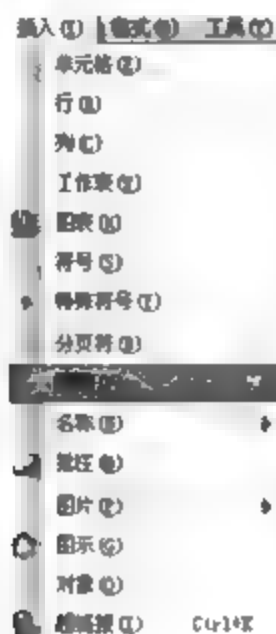 插入(I) 格式(O) 工具(T)
单元格(E)
行(R)
列(C)
工作表(W)
图表(H)
符号(S)
特殊符号(Y)
分页符(B)
名称(N)
批注(M)
图片(P)
图示(G)
对象(O)
超链接(I) Ctrl+K